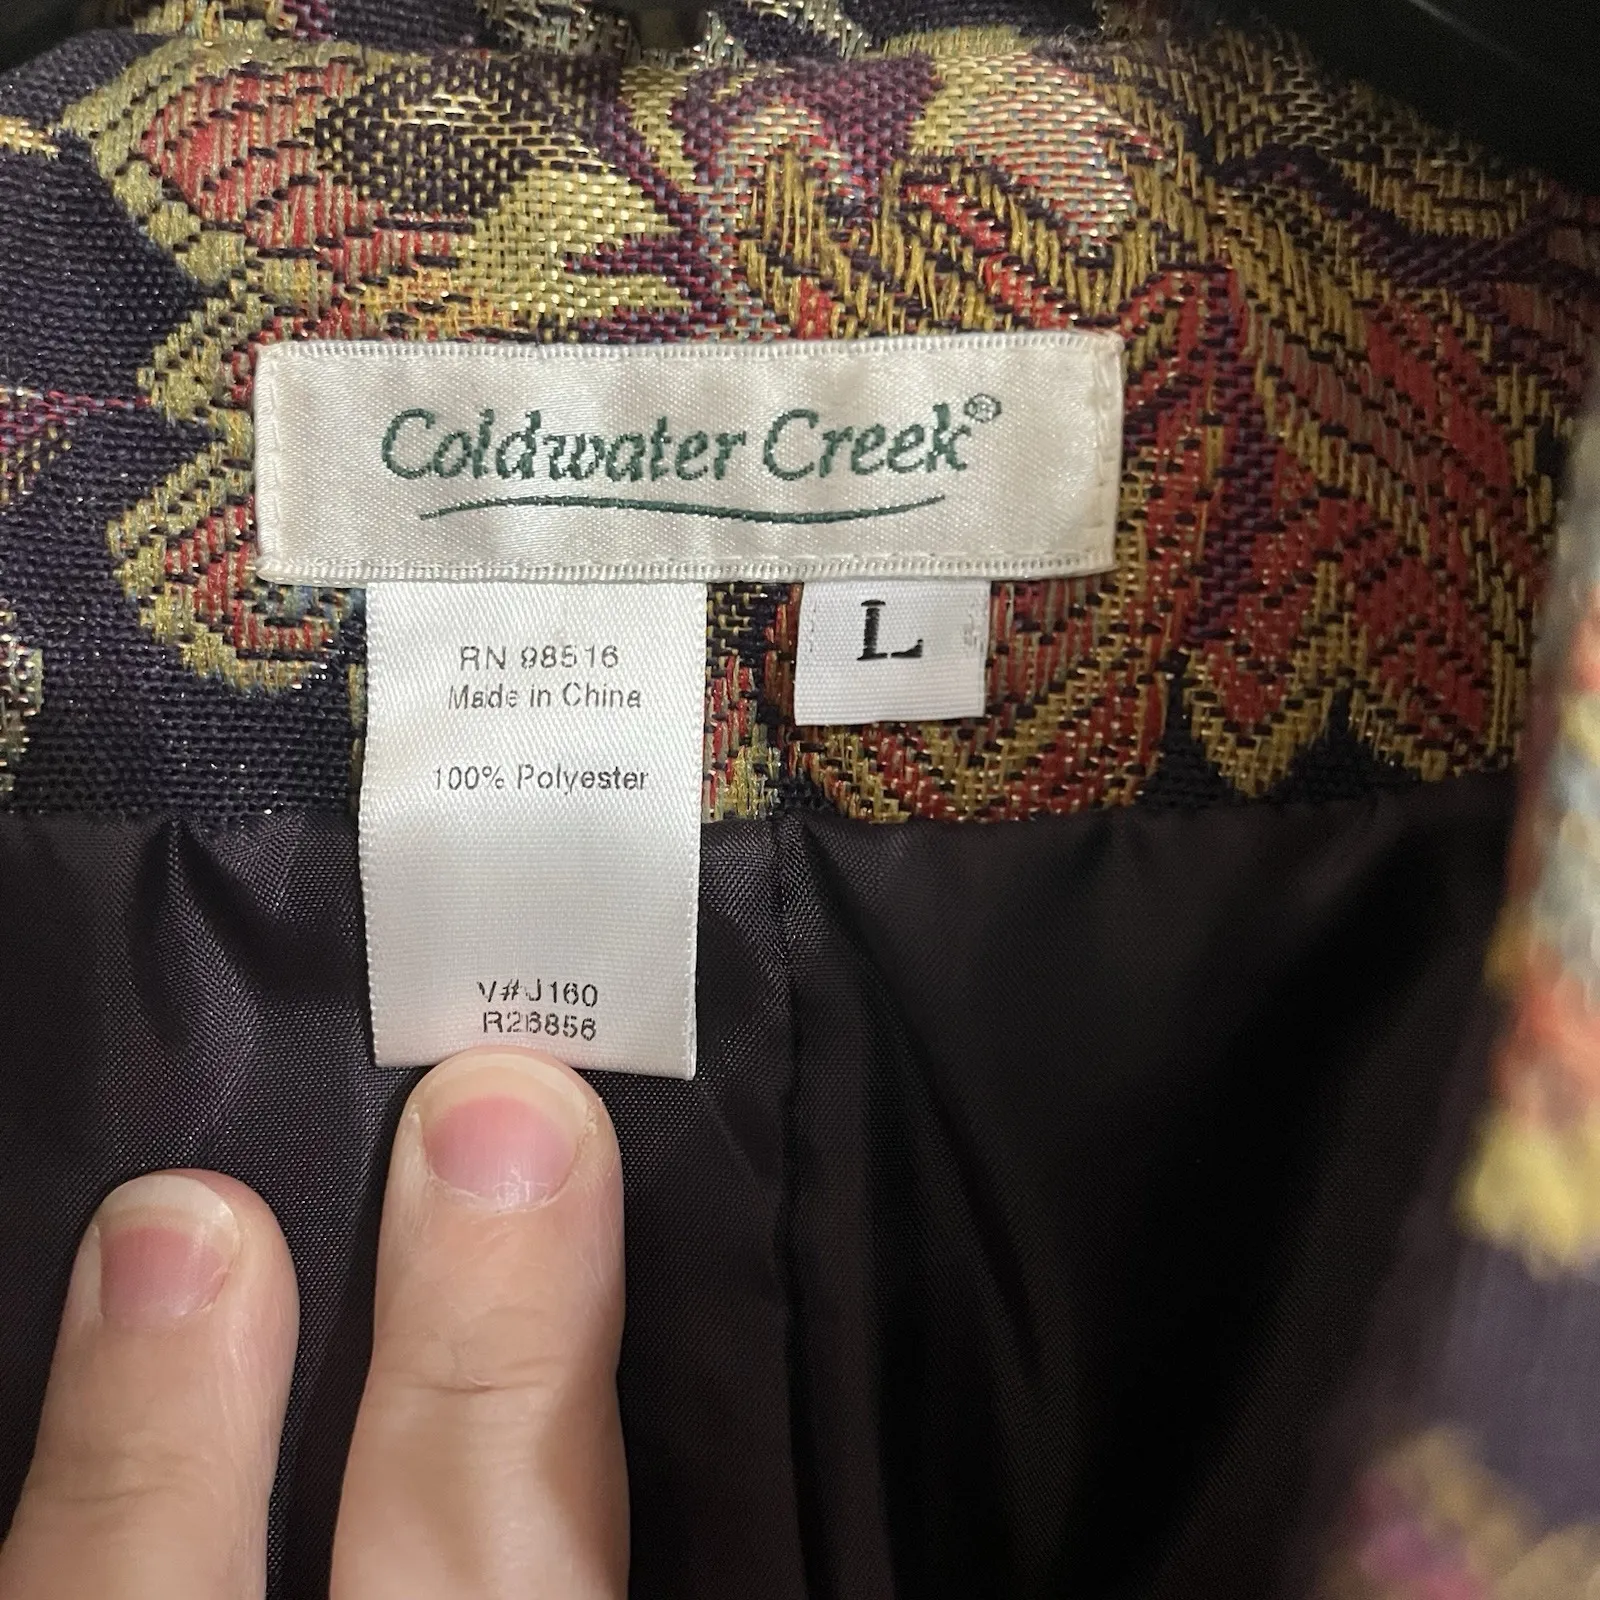 Coldwater Creek®
L
RN 98516
Made in China
100% Polyester
V#J160
R26856